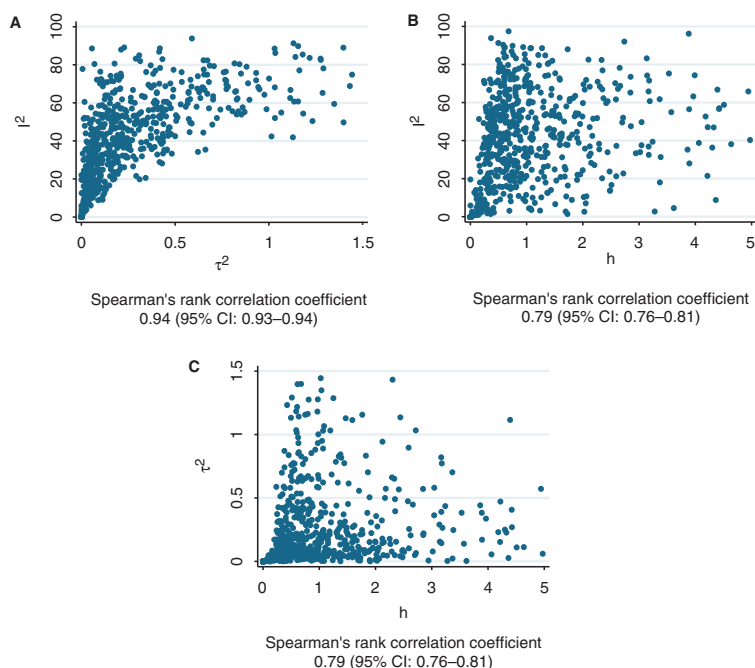 A
100
80
60
40
20
0
I²
0
0.5
1
1.5
τ²
Spearman's rank correlation coefficient
0.94 (95% CI: 0.93–0.94)
B
100
80
60
40
20
0
I²
0
1
2
3
4
5
h
Spearman's rank correlation coefficient
0.79 (95% CI: 0.76–0.81)
C
1.5
1
0.5
0
τ²
0
1
2
3
4
5
h
Spearman's rank correlation coefficient
0.79 (95% CI: 0.76–0.81)